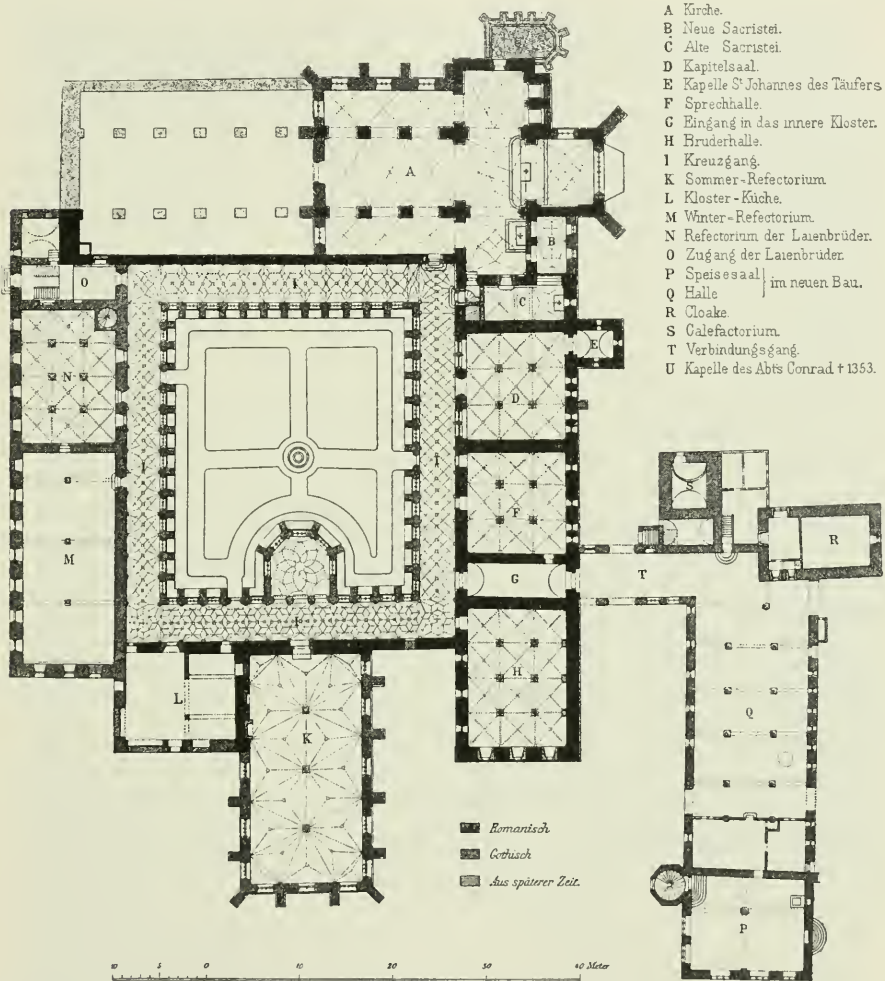 A Kirche.
B Neue Sacristei.
C Alte Sacristei.
D Kapitelsaal.
E Kapelle St Johannes des Täufers
F Sprechhalle.
G Eingang in das innere Kloster.
H Bruderhalle.
I Kreuzgang.
K Sommer-Refectorium
L Kloster-Küche.
M Winter-Refectorium.
N Refectorium der Laienbrüder.
O Zugang der Laienbrüder.
P Speisesaal } im neuen Bau.
Q Halle
R Cloake.
S Calefactorium.
T Verbindungsgang.
U Kapelle des Abts Conrad † 1353.
A
B
O
I
C
E
N
D
I
I
S
F
R
M
G
T
I
H
L
Q
K
Romanisch
Gothisch
Aus späterer Zeit.
P
10 5 0 10 20 30 40 Meter